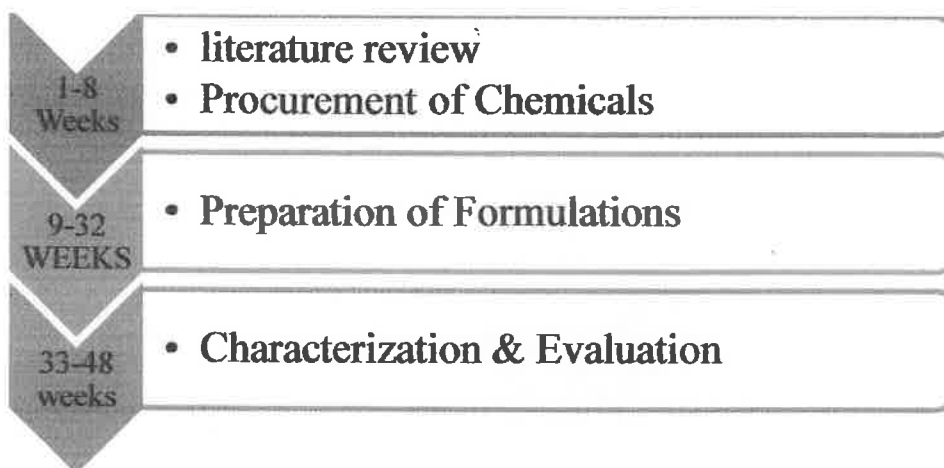 1-8
Weeks
• literature review
• Procurement of Chemicals
9-32
WEEKS
• Preparation of Formulations
33-48
weeks
• Characterization & Evaluation